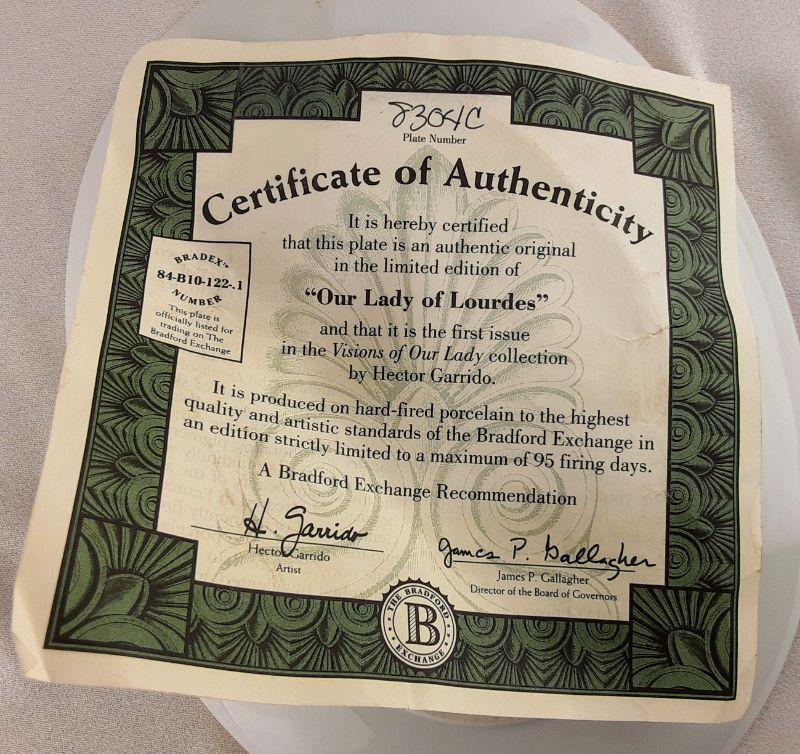 8304C
Plate Number
Certificate of Authenticity
It is hereby certified
that this plate is an authentic original
in the limited edition of
“Our Lady of Lourdes”
and that it is the first issue
in the Visions of Our Lady collection
by Hector Garrido.
BRADEX™
84-B10-122-.1
NUMBER
This plate is
officially listed for
trading on The
Bradford Exchange
It is produced on hard-fired porcelain to the highest
quality and artistic standards of the Bradford Exchange in
an edition strictly limited to a maximum of 95 firing days.
A Bradford Exchange Recommendation
H. Garrido
Hector Garrido
Artist
James P. Gallagher
James P. Gallagher
Director of the Board of Governors
THE BRADFORD
B
EXCHANGE